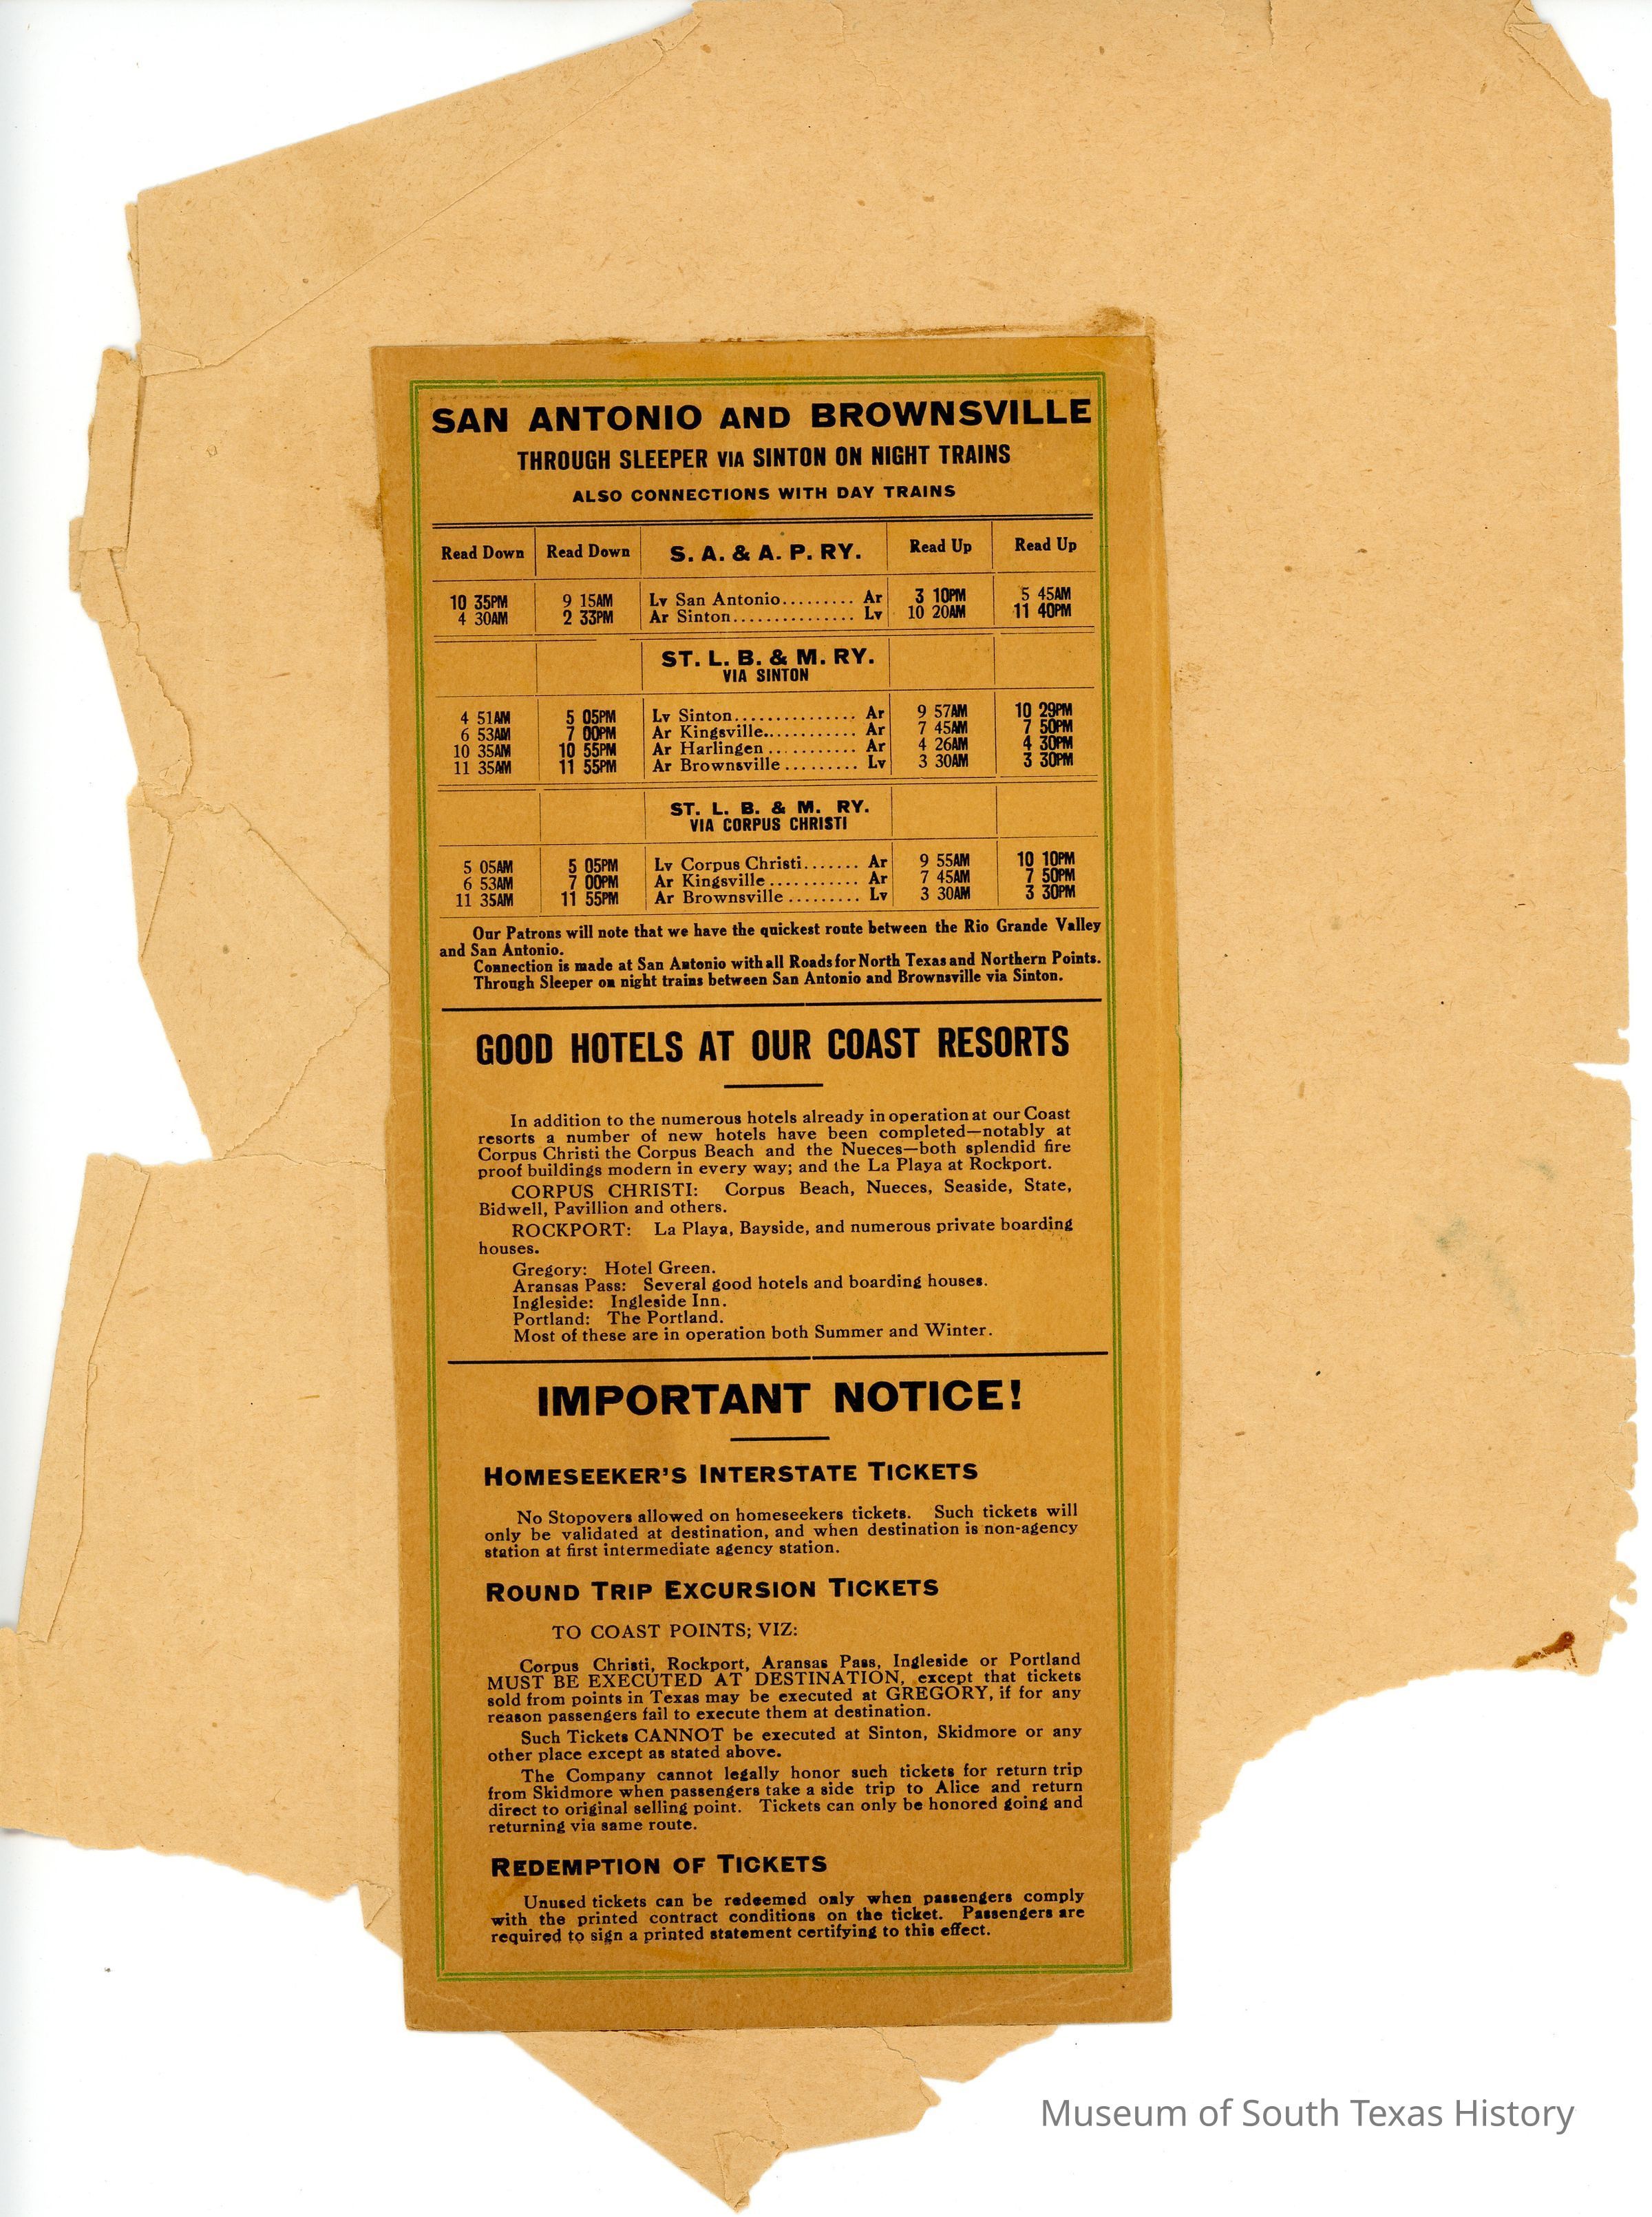 SAN ANTONIO AND BROWNSVILLE
THROUGH SLEEPER VIA SINTON ON NIGHT TRAINS
ALSO CONNECTIONS WITH DAY TRAINS
Read Down Read Down S. A. & A. P. RY. Read Up Read Up
10 35PM 9 15AM Lv San Antonio......... Ar 3 10PM 5 45AM
4 30AM 2 33PM Ar Sinton............... Lv 10 20AM 11 40PM
ST. L. B. & M. RY.
VIA SINTON
4 51AM 5 05PM Lv Sinton............... Ar 9 57AM 10 29PM
6 53AM 7 00PM Ar Kingsville............ Ar 7 45AM 7 50PM
10 35AM 10 55PM Ar Harlingen ........... Ar 4 26AM 4 30PM
11 35AM 11 55PM Ar Brownsville ......... Lv 3 30AM 3 30PM
ST. L. B. & M. RY.
VIA CORPUS CHRISTI
5 05AM 5 05PM Lv Corpus Christi....... Ar 9 55AM 10 10PM
6 53AM 7 00PM Ar Kingsville ........... Ar 7 45AM 7 50PM
11 35AM 11 55PM Ar Brownsville ......... Lv 3 30AM 3 30PM
Our Patrons will note that we have the quickest route between the Rio Grande Valley
and San Antonio.
Connection is made at San Antonio with all Roads for North Texas and Northern Points.
Through Sleeper on night trains between San Antonio and Brownsville via Sinton.
GOOD HOTELS AT OUR COAST RESORTS
In addition to the numerous hotels already in operation at our Coast
resorts a number of new hotels have been completed—notably at
Corpus Christi the Corpus Beach and the Nueces—both splendid fire
proof buildings modern in every way; and the La Playa at Rockport.
CORPUS CHRISTI: Corpus Beach, Nueces, Seaside, State,
Bidwell, Pavillion and others.
ROCKPORT: La Playa, Bayside, and numerous private boarding
houses.
Gregory: Hotel Green.
Aransas Pass: Several good hotels and boarding houses.
Ingleside: Ingleside Inn.
Portland: The Portland.
Most of these are in operation both Summer and Winter.
IMPORTANT NOTICE!
HOMESEEKER'S INTERSTATE TICKETS
No Stopovers allowed on homeseekers tickets. Such tickets will
only be validated at destination, and when destination is non-agency
station at first intermediate agency station.
ROUND TRIP EXCURSION TICKETS
TO COAST POINTS; VIZ:
Corpus Christi, Rockport, Aransas Pass, Ingleside or Portland
MUST BE EXECUTED AT DESTINATION, except that tickets
sold from points in Texas may be executed at GREGORY, if for any
reason passengers fail to execute them at destination.
Such Tickets CANNOT be executed at Sinton, Skidmore or any
other place except as stated above.
The Company cannot legally honor such tickets for return trip
from Skidmore when passengers take a side trip to Alice and return
direct to original selling point. Tickets can only be honored going and
returning via same route.
REDEMPTION OF TICKETS
Unused tickets can be redeemed only when passengers comply
with the printed contract conditions on the ticket. Passengers are
required to sign a printed statement certifying to this effect.
Museum of South Texas History